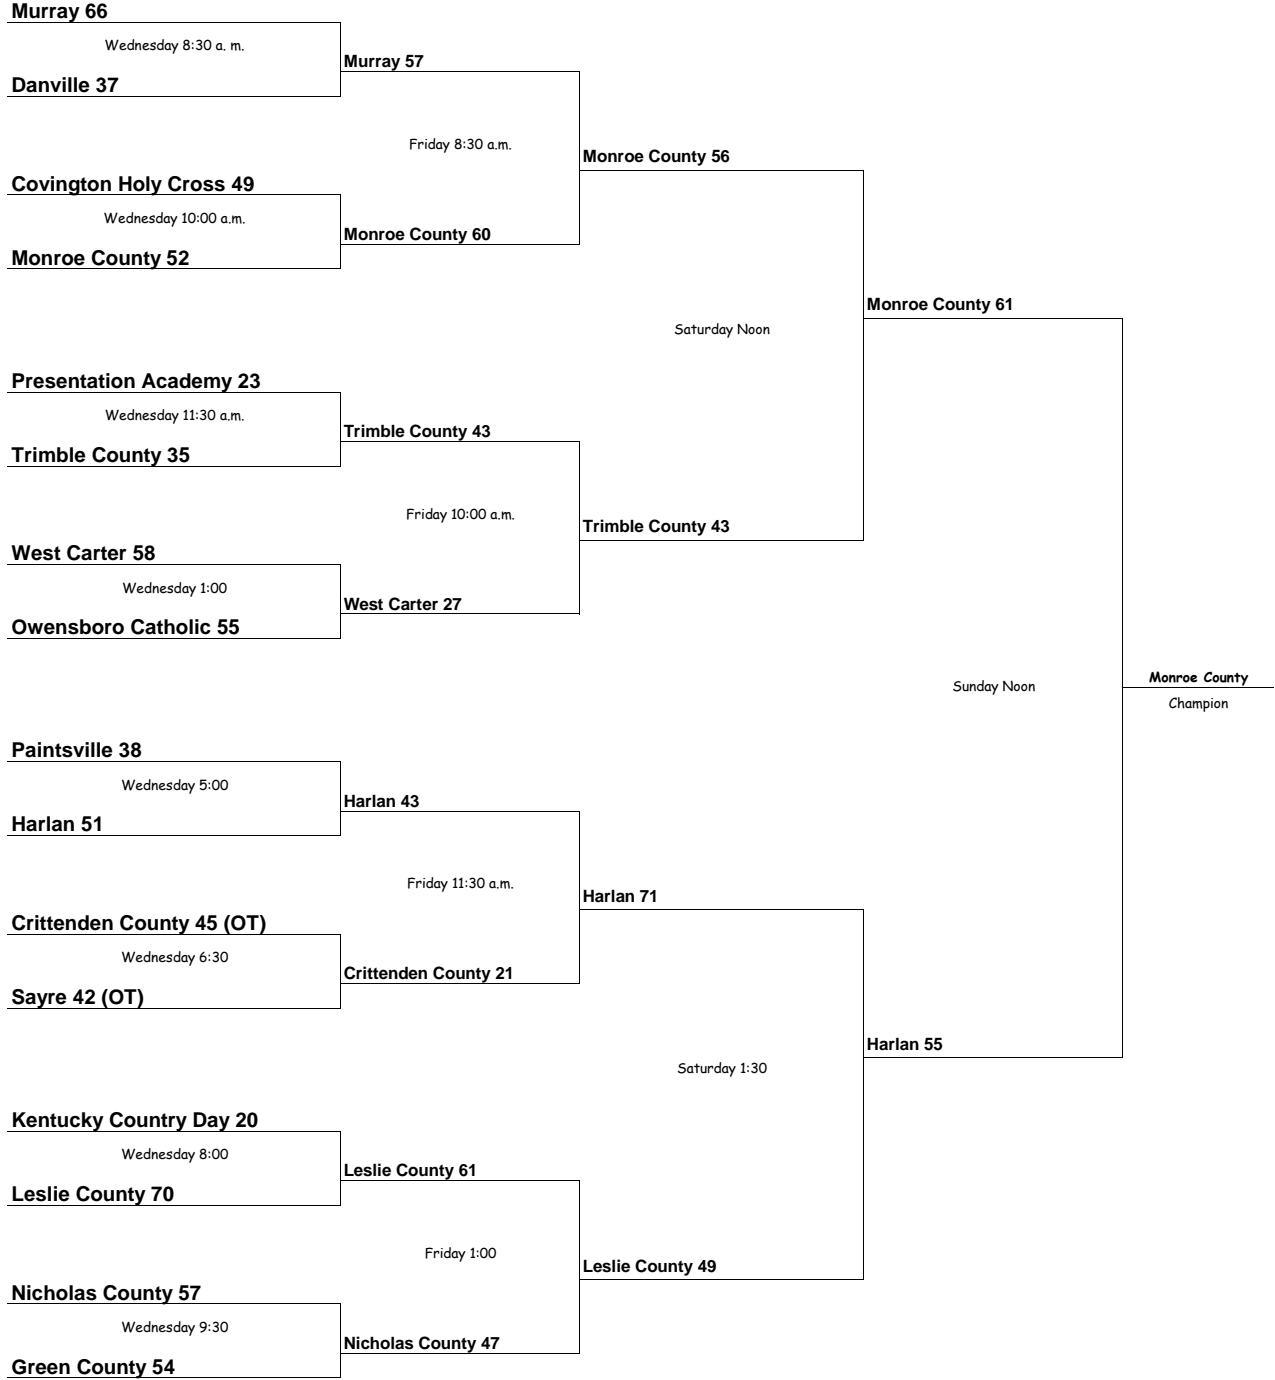 Murray 66
Wednesday 8:30 a. m.
Murray 57
Danville 37
Friday 8:30 a.m.
Monroe County 56
Covington Holy Cross 49
Wednesday 10:00 a.m.
Monroe County 60
Monroe County 52
Monroe County 61
Saturday Noon
Presentation Academy 23
Wednesday 11:30 a.m.
Trimble County 43
Trimble County 35
Friday 10:00 a.m.
Trimble County 43
West Carter 58
Wednesday 1:00
West Carter 27
Owensboro Catholic 55
Monroe County
Sunday Noon
Champion
Paintsville 38
Wednesday 5:00
Harlan 43
Harlan 51
Friday 11:30 a.m.
Harlan 71
Crittenden County 45 (OT)
Wednesday 6:30
Crittenden County 21
Sayre 42 (OT)
Harlan 55
Saturday 1:30
Kentucky Country Day 20
Wednesday 8:00
Leslie County 61
Leslie County 70
Friday 1:00
Leslie County 49
Nicholas County 57
Wednesday 9:30
Nicholas County 47
Green County 54